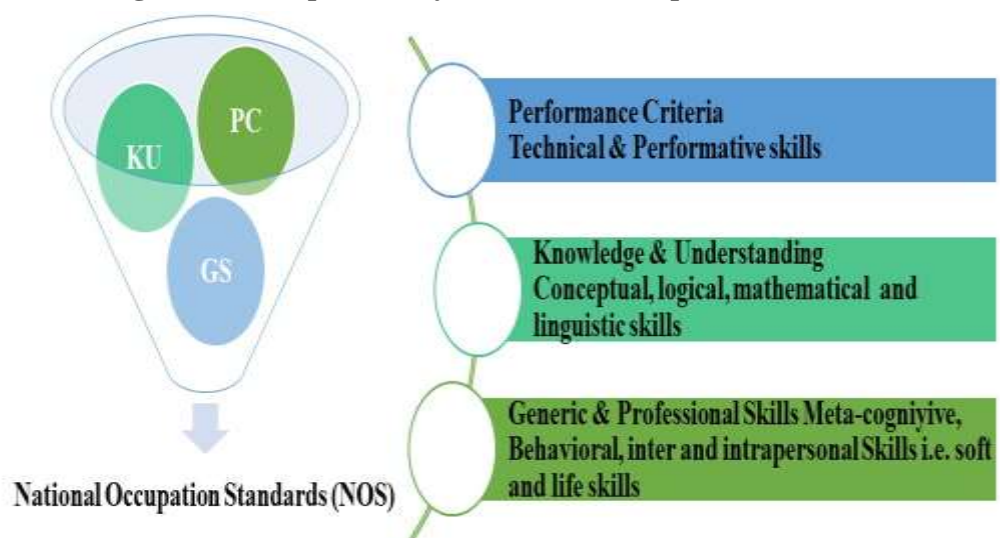 PC
KU
GS
National Occupation Standards (NOS)
Performance Criteria
Technical & Performative skills
Knowledge & Understanding
Conceptual, logical, mathematical and
linguistic skills
Generic & Professional Skills Meta-cogniyive,
Behavioral, inter and intrapersonal Skills i.e. soft
and life skills